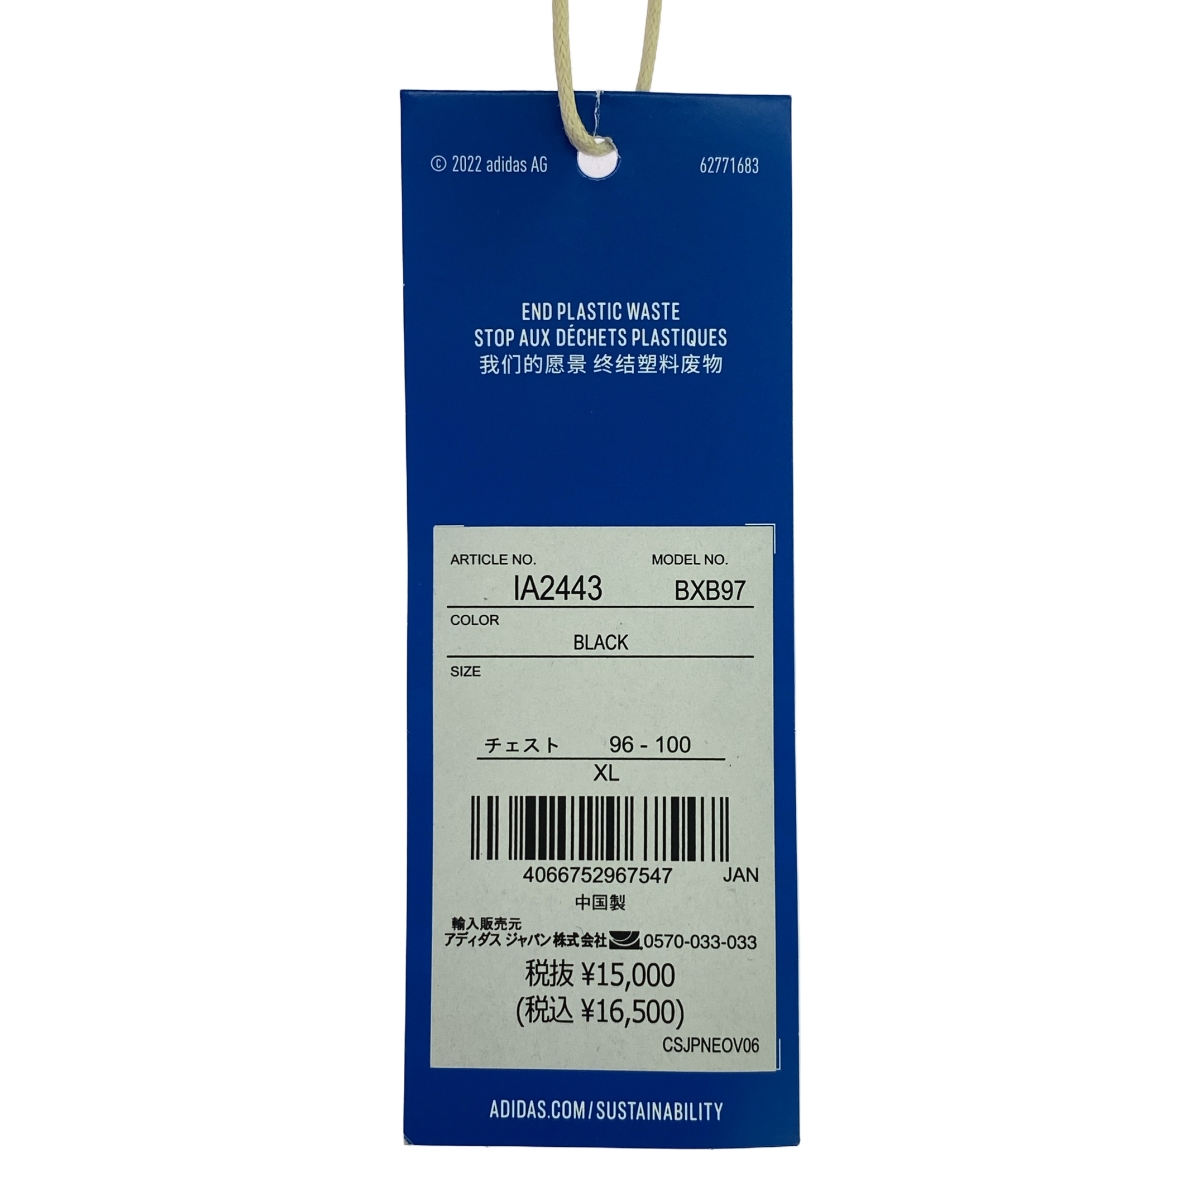 © 2022 adidas AG 62771683
END PLASTIC WASTE
STOP AUX DÉCHETS PLASTIQUES
我们的愿景 终结塑料废物
ARTICLE NO. MODEL NO.
IA2443 BXB97
COLOR
BLACK
SIZE
チェスト 96 - 100
XL
4066752967547 JAN
中国製
輸入販売元
アディダス ジャパン株式会社 0570-033-033
税抜 ¥15,000
(税込 ¥16,500)
CSJPNEOV06
ADIDAS.COM/SUSTAINABILITY